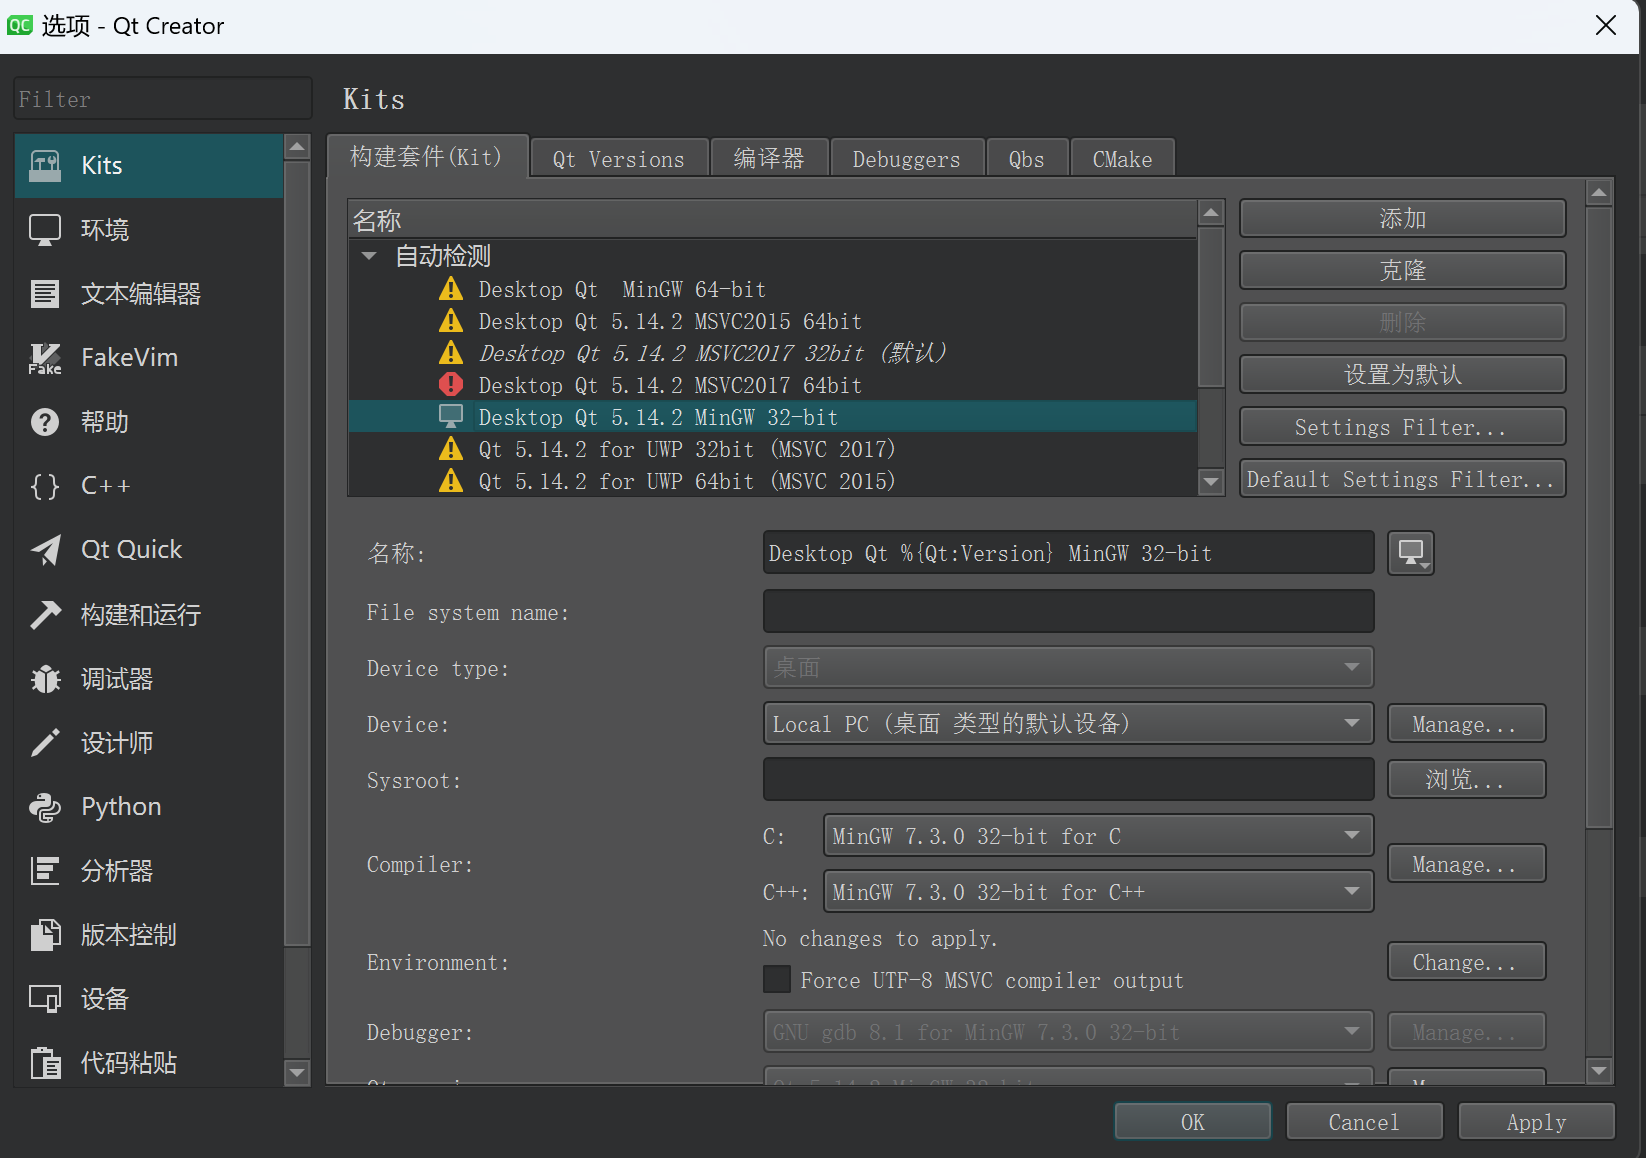 QC 选项 - Qt Creator
Filter
Kits
环境
文本编辑器
Fake
FakeVim
帮助
{} C++
Qt Quick
构建和运行
调试器
设计师
Python
分析器
版本控制
设备
代码粘贴
Kits
构建套件(Kit) Qt Versions 编译器 Debuggers Qbs CMake
名称
自动检测
Desktop Qt  MinGW 64-bit
Desktop Qt 5.14.2 MSVC2015 64bit
Desktop Qt 5.14.2 MSVC2017 32bit (默认)
Desktop Qt 5.14.2 MSVC2017 64bit
Desktop Qt 5.14.2 MinGW 32-bit
Qt 5.14.2 for UWP 32bit (MSVC 2017)
Qt 5.14.2 for UWP 64bit (MSVC 2015)
添加
克隆
删除
设置为默认
Settings Filter...
Default Settings Filter...
名称: Desktop Qt %{Qt:Version} MinGW 32-bit
File system name:
Device type: 桌面
Device: Local PC (桌面 类型的默认设备) Manage...
Sysroot: 浏览...
Compiler:
C: MinGW 7.3.0 32-bit for C
C++: MinGW 7.3.0 32-bit for C++
Manage...
Environment:
No changes to apply.
Force UTF-8 MSVC compiler output
Change...
Debugger: GNU gdb 8.1 for MinGW 7.3.0 32-bit Manage...
OK Cancel Apply